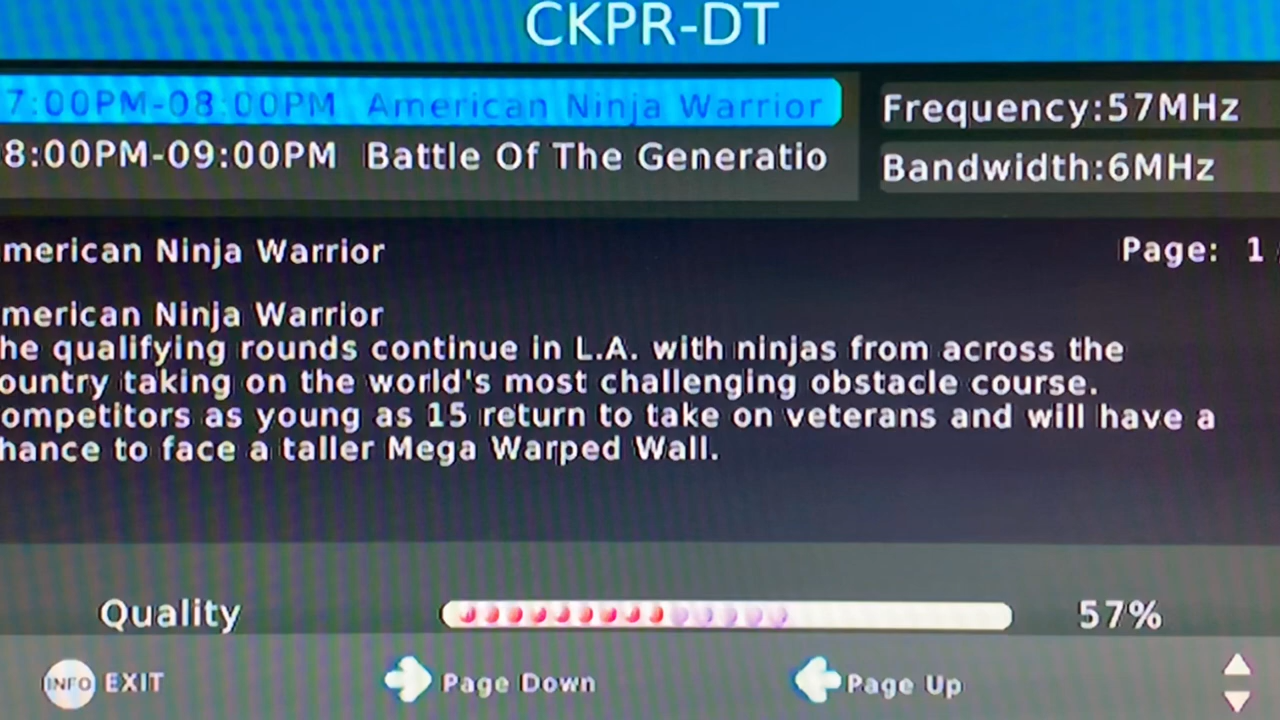 CKPR-DT
7:00PM-08:00PM American Ninja Warrior
8:00PM-09:00PM Battle Of The Generatio
Frequency:57MHz
Bandwidth:6MHz
merican Ninja Warrior
Page: 1
merican Ninja Warrior
he qualifying rounds continue in L.A. with ninjas from across the
ountry taking on the world's most challenging obstacle course.
ompetitors as young as 15 return to take on veterans and will have a
hance to face a taller Mega Warped Wall.
Quality 57%
INFO EXIT Page Down Page Up